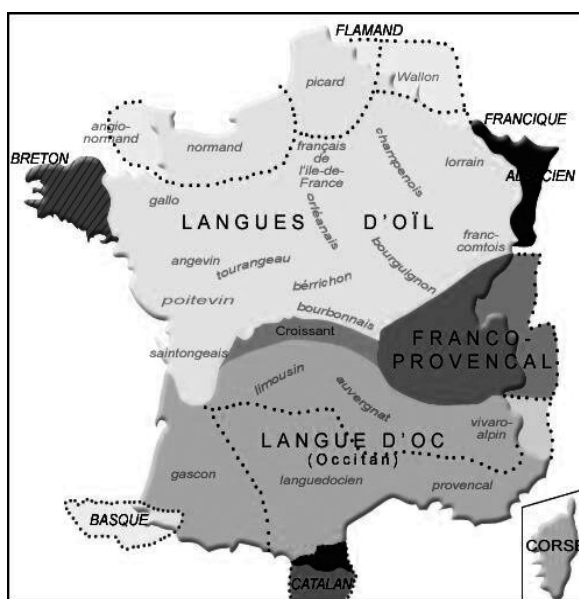 FLAMAND
picard
Wallon
anglo-
normand
normand
FRANCIQUE
français
de
l'île-de-
France
champenois
lorrain
BRETON
ALSACIEN
gallo
LANGUES D'OÏL
orléanais
franc-
comtois
angevin
tourangeau
bourguignon
bérrichon
poitevin
bourbonnais
Croissant
FRANCO-
PROVENCAL
saintongeais
limousin
auvergnat
vivaro-
alpin
LANGUE D'OC
(Occitan)
gascon
languedocien
provencal
BASQUE
CORSE
CATALAN